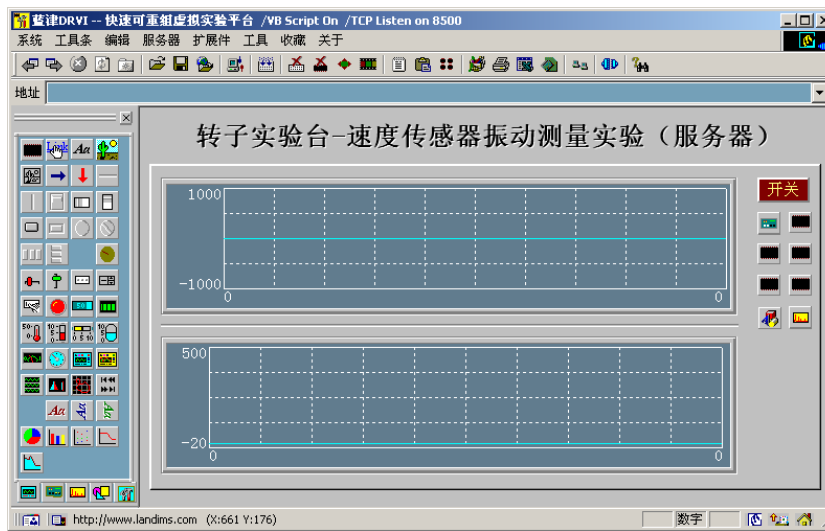 蓝津DRVI -- 快速可重组虚拟实验平台 /VB Script On /TCP Listen on 8500
系统 工具条 编辑 服务器 扩展件 工具 收藏 关于
地址
转子实验台-速度传感器振动测量实验（服务器）
1000
-1000
0 0
开关
500
-20
0 0
http://www.landims.com (X:661 Y:176)
数字